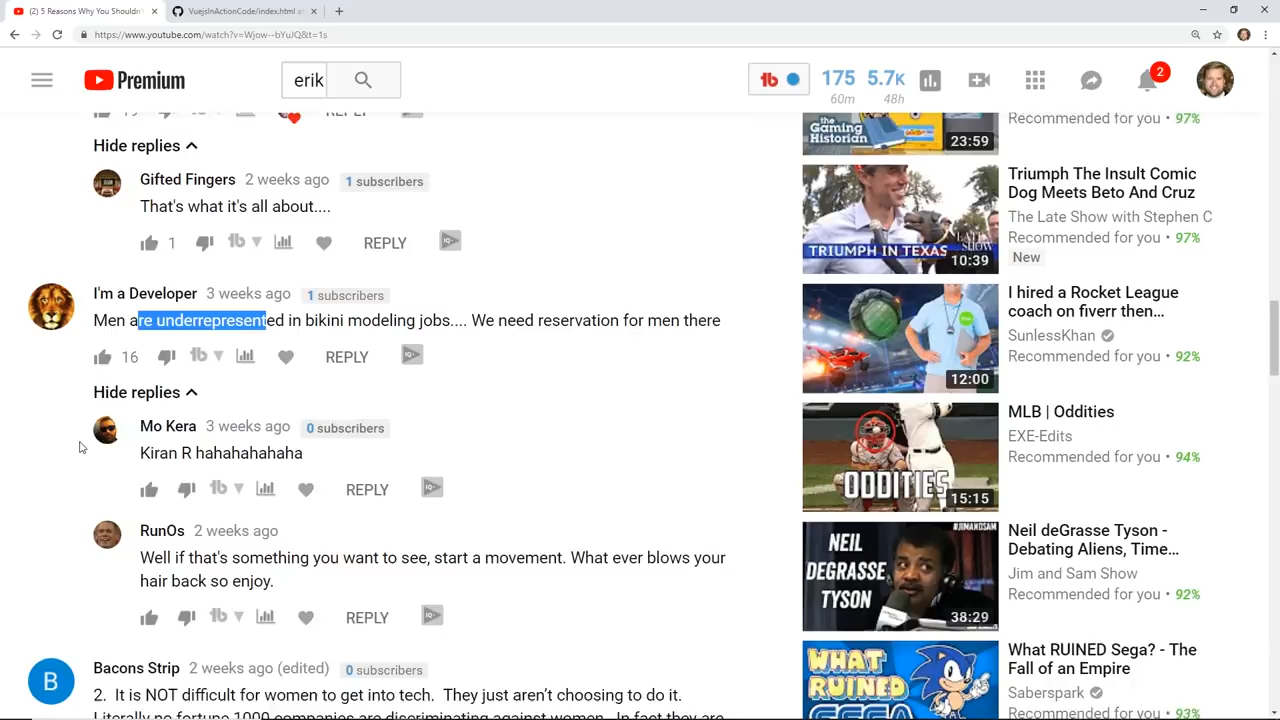 (2) 5 Reasons Why You Shouldn'
VuejsInActionCode/index.html at
https://www.youtube.com/watch?v=Wjow--bYuJQ&t=1s
Premium
erik
175
5.7K
60m
48h
2
REPLY
Hide replies
Gifted Fingers 2 weeks ago 1 subscribers
That's what it's all about....
1 REPLY
I'm a Developer 3 weeks ago 1 subscribers
Men are underrepresented in bikini modeling jobs.... We need reservation for men there
16 REPLY
Hide replies
Mo Kera 3 weeks ago 0 subscribers
Kiran R hahahahahaha
REPLY
RunOs 2 weeks ago
Well if that's something you want to see, start a movement. What ever blows your
hair back so enjoy.
REPLY
B
Bacons Strip 2 weeks ago (edited) 0 subscribers
2. It is NOT difficult for women to get into tech. They just aren't choosing to do it.
Literally no fortune 1000 companies are discriminating against women. In fact they are
the Gaming
Historian
23:59
Recommended for you • 97%
TRIUMPH IN TEXAS
LATE SHOW
10:39
Triumph The Insult Comic
Dog Meets Beto And Cruz
The Late Show with Stephen C
Recommended for you • 97%
New
12:00
I hired a Rocket League
coach on fiverr then...
SunlessKhan
Recommended for you • 92%
ODDITIES
15:15
MLB | Oddities
EXE-Edits
Recommended for you • 94%
#JIMANDSAM
NEIL
DEGRASSE
TYSON
38:29
Neil deGrasse Tyson -
Debating Aliens, Time...
Jim and Sam Show
Recommended for you • 92%
WHAT
RUINED
SEGA
What RUINED Sega? - The
Fall of an Empire
Saberspark
Recommended for you • 93%